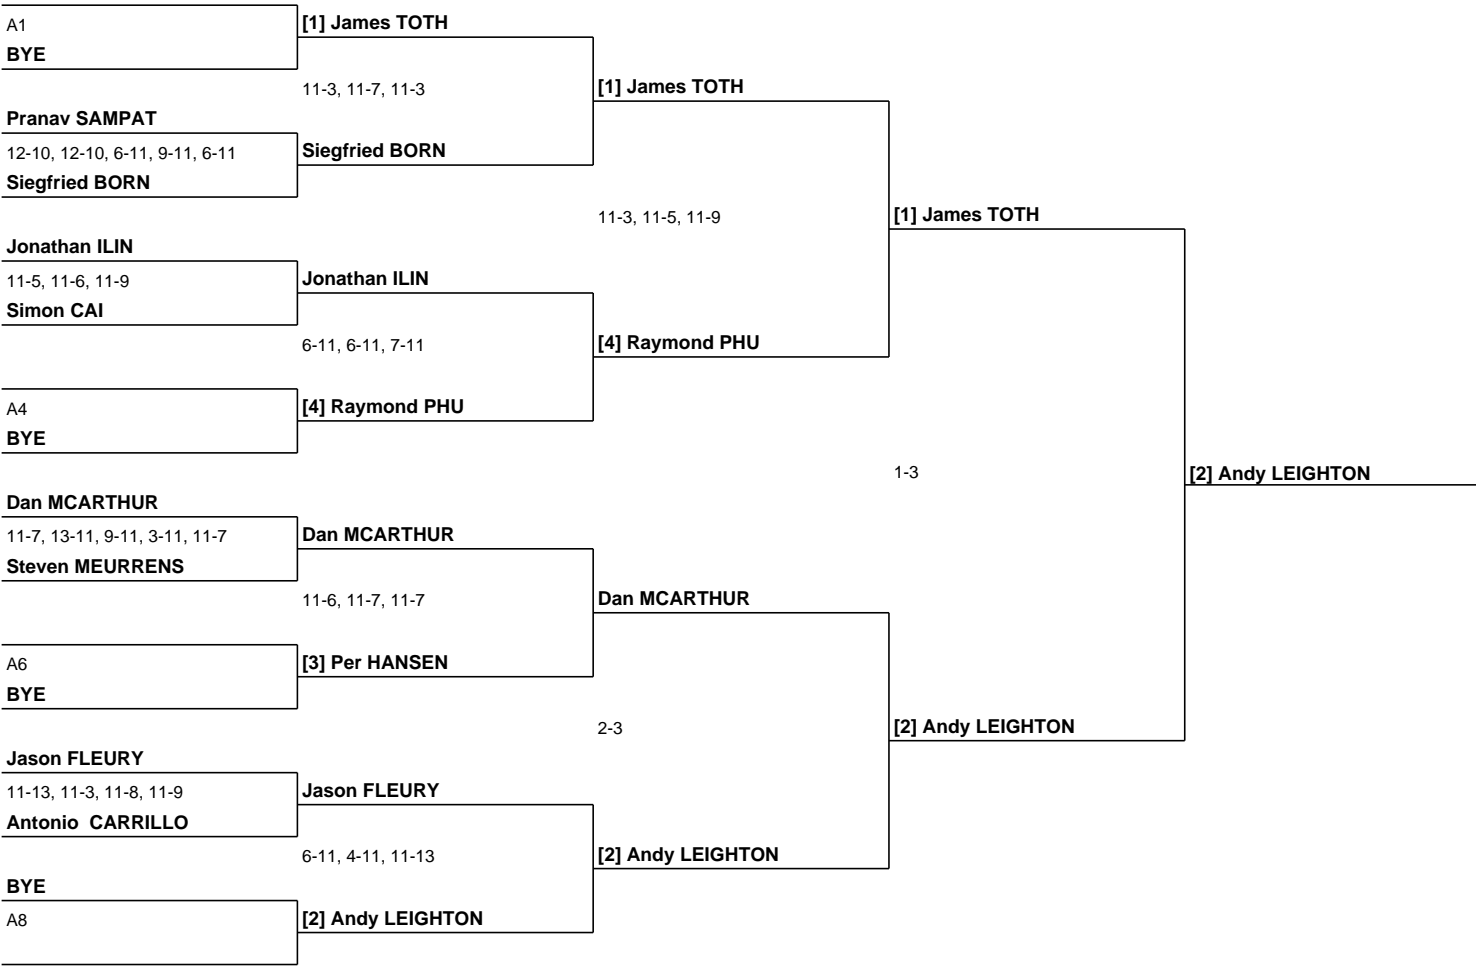 A1
BYE
[1] James TOTH
11-3, 11-7, 11-3
[1] James TOTH
Pranav SAMPAT
12-10, 12-10, 6-11, 9-11, 6-11
Siegfried BORN
Siegfried BORN
11-3, 11-5, 11-9
[1] James TOTH
Jonathan ILIN
11-5, 11-6, 11-9
Simon CAI
Jonathan ILIN
6-11, 6-11, 7-11
[4] Raymond PHU
A4
BYE
[4] Raymond PHU
1-3
[2] Andy LEIGHTON
Dan MCARTHUR
11-7, 13-11, 9-11, 3-11, 11-7
Steven MEURRENS
Dan MCARTHUR
11-6, 11-7, 11-7
Dan MCARTHUR
A6
BYE
[3] Per HANSEN
2-3
[2] Andy LEIGHTON
Jason FLEURY
11-13, 11-3, 11-8, 11-9
Antonio  CARRILLO
Jason FLEURY
6-11, 4-11, 11-13
[2] Andy LEIGHTON
BYE
A8
[2] Andy LEIGHTON